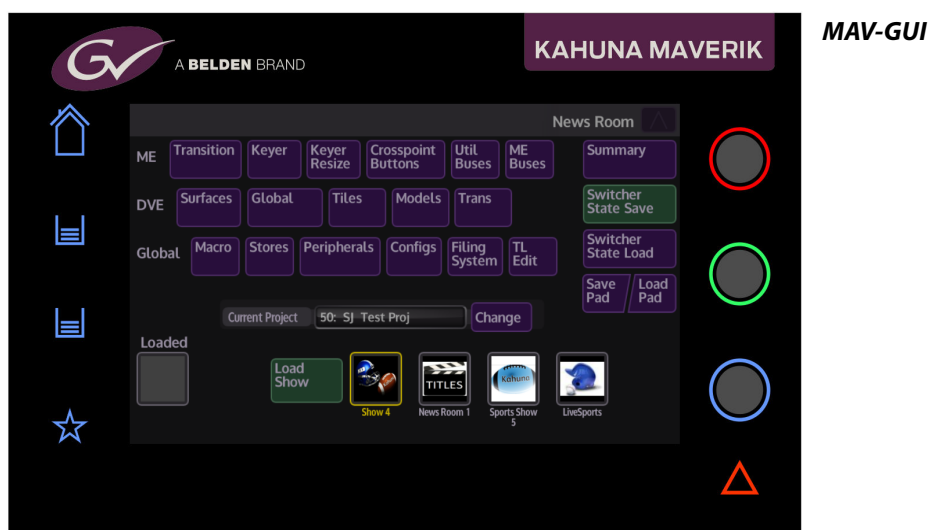 MAV-GUI
GV
A BELDEN BRAND
KAHUNA MAVERIK
News Room
ME
Transition
Keyer
Keyer
Resize
Crosspoint
Buttons
Util
Buses
ME
Buses
Summary
DVE
Surfaces
Global
Tiles
Models
Trans
Switcher
State Save
Global
Macro
Stores
Peripherals
Configs
Filing
System
TL
Edit
Switcher
State Load
Save
Pad
Load
Pad
Current Project
50: SJ Test Proj
Change
Loaded
Load
Show
TITLES
Kahuna
Show 4
News Room 1
Sports Show
5
LiveSports